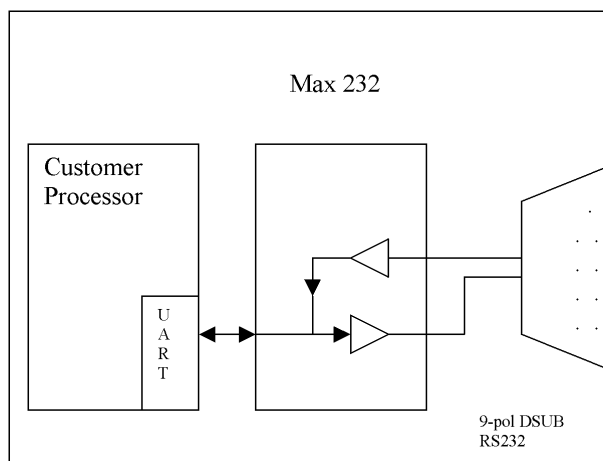 Max 232
Customer
Processor
U
A
R
T
9-pol DSUB
RS232